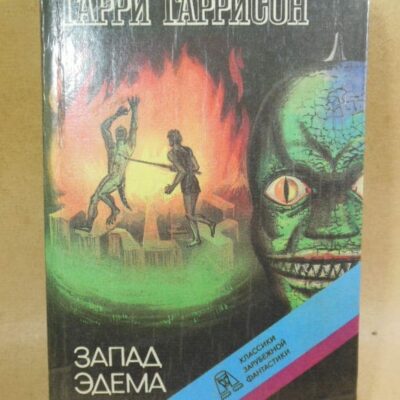 ГАРРИ ГАРРИСОН
ЗАПАД
ЭДЕМА
КЛАССИКИ
ЗАРУБЕЖНОЙ
ФАНТАСТИКИ